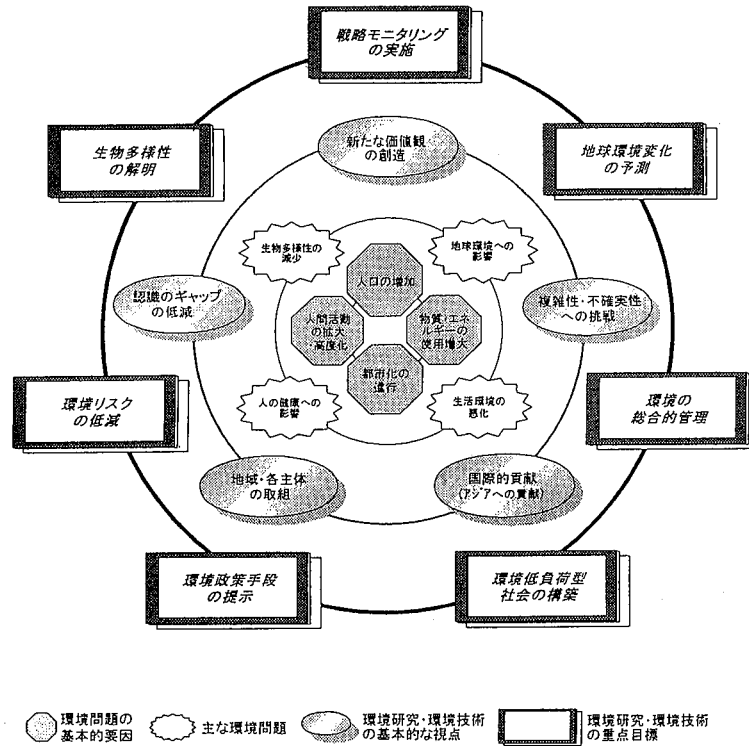 戦略モニタリング
の実施
生物多様性
の解明
地球環境変化
の予測
新たな価値観
の創造
生物多様性の
減少
地球環境への
影響
人口の増加
認識のギャップ
の低減
複雑性・不確実性
への挑戦
人間活動
の拡大
・高度化
物質・エネ
ルギーの
使用増大
都市化の
進行
環境リスク
の低減
人の健康への
影響
生活環境の
悪化
環境の
総合的管理
地域・各主体
の取組
国際的貢献
(アジアへの貢献)
環境政策手段
の提示
環境低負荷型
社会の構築
環境問題の
基本的要因
主な環境問題
環境研究・環境技術
の基本的な視点
環境研究・環境技術
の重点目標